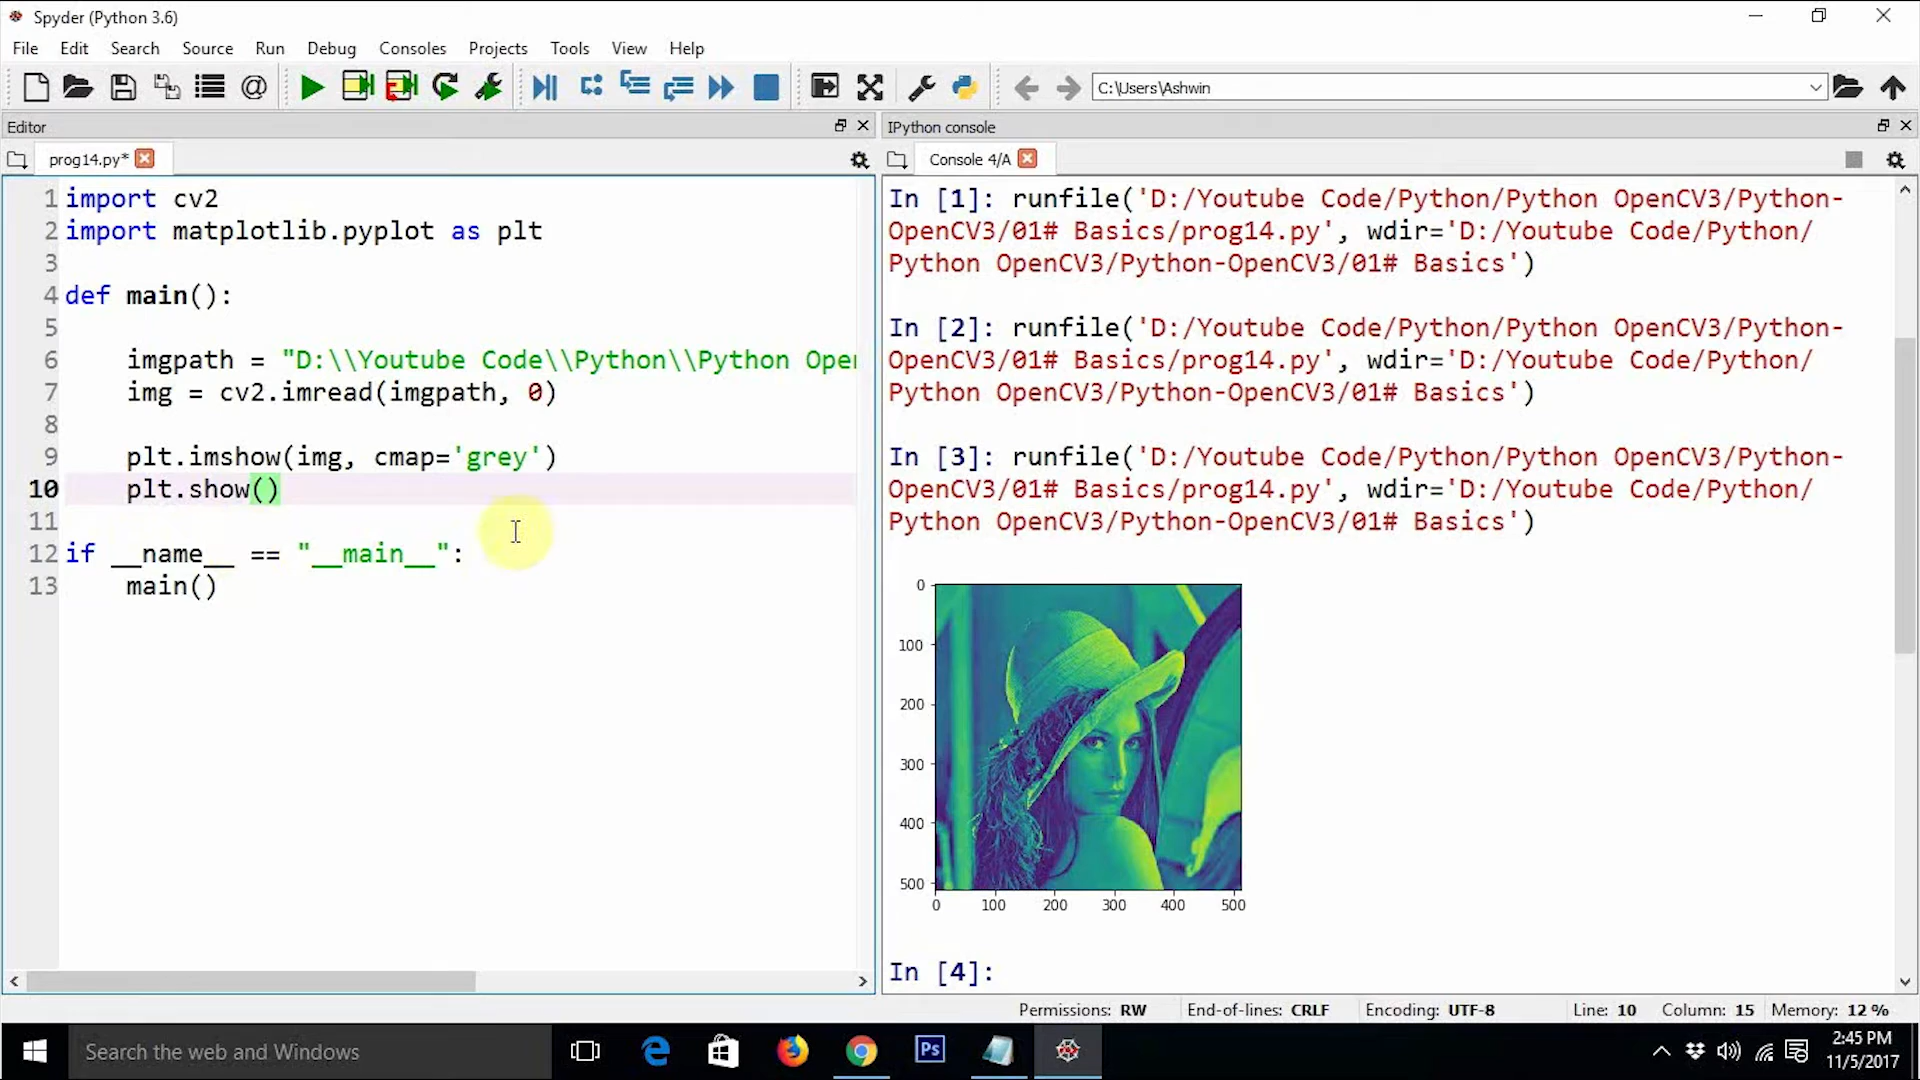 Spyder (Python 3.6)
File Edit Search Source Run Debug Consoles Projects Tools View Help
C:\Users\Ashwin
Editor
prog14.py*
1 import cv2
2 import matplotlib.pyplot as plt
3
4 def main():
5
6     imgpath = "D:\\Youtube Code\\Python\\Python Oper
7     img = cv2.imread(imgpath, 0)
8
9     plt.imshow(img, cmap='grey')
10     plt.show()
11
12 if __name__ == "__main__":
13     main()
IPython console
Console 4/A
In [1]: runfile('D:/Youtube Code/Python/Python OpenCV3/Python-
OpenCV3/01# Basics/prog14.py', wdir='D:/Youtube Code/Python/
Python OpenCV3/Python-OpenCV3/01# Basics')
In [2]: runfile('D:/Youtube Code/Python/Python OpenCV3/Python-
OpenCV3/01# Basics/prog14.py', wdir='D:/Youtube Code/Python/
Python OpenCV3/Python-OpenCV3/01# Basics')
In [3]: runfile('D:/Youtube Code/Python/Python OpenCV3/Python-
OpenCV3/01# Basics/prog14.py', wdir='D:/Youtube Code/Python/
Python OpenCV3/Python-OpenCV3/01# Basics')
0
100
200
300
400
500
0 100 200 300 400 500
In [4]:
Permissions: RW End-of-lines: CRLF Encoding: UTF-8 Line: 10 Column: 15 Memory: 12 %
Search the web and Windows
Ps
2:45 PM
11/5/2017